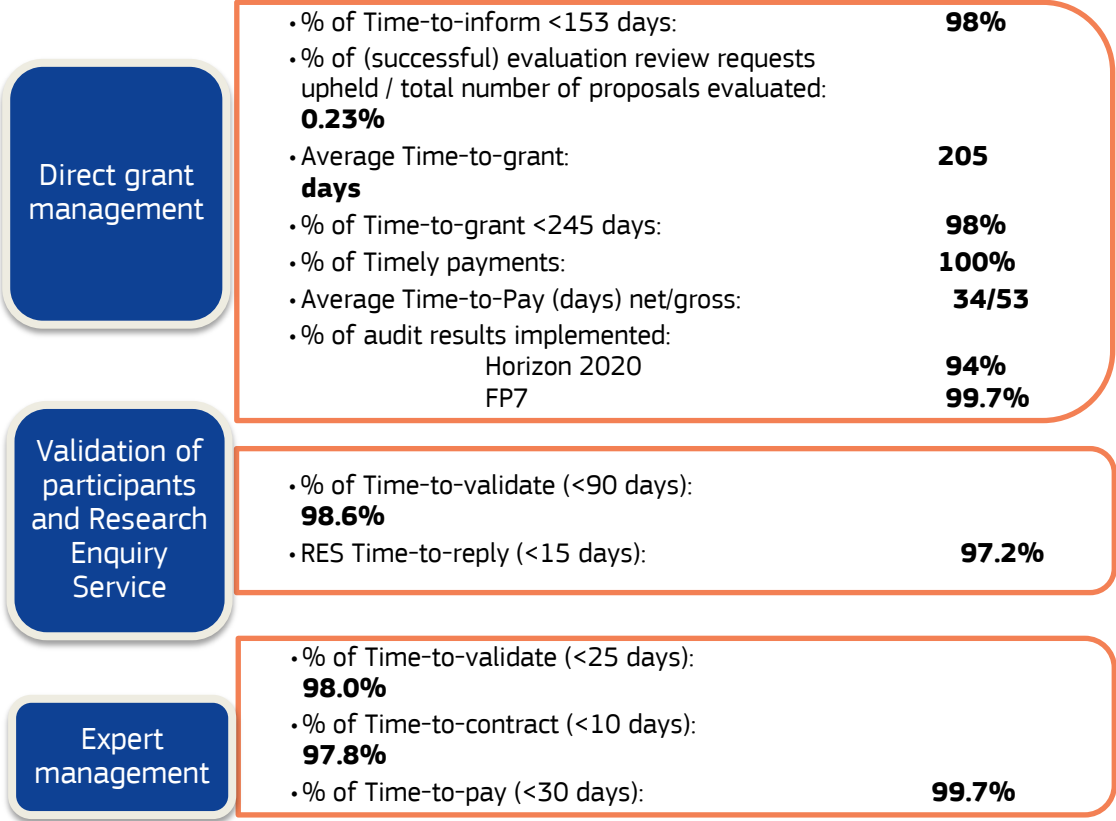 Direct grant
management
• % of Time-to-inform <153 days: 98%
• % of (successful) evaluation review requests
upheld / total number of proposals evaluated:
0.23%
• Average Time-to-grant: 205
days
• % of Time-to-grant <245 days: 98%
• % of Timely payments: 100%
• Average Time-to-Pay (days) net/gross: 34/53
• % of audit results implemented:
Horizon 2020 94%
FP7 99.7%
Validation of
participants
and Research
Enquiry
Service
• % of Time-to-validate (<90 days):
98.6%
• RES Time-to-reply (<15 days): 97.2%
Expert
management
• % of Time-to-validate (<25 days):
98.0%
• % of Time-to-contract (<10 days):
97.8%
• % of Time-to-pay (<30 days): 99.7%